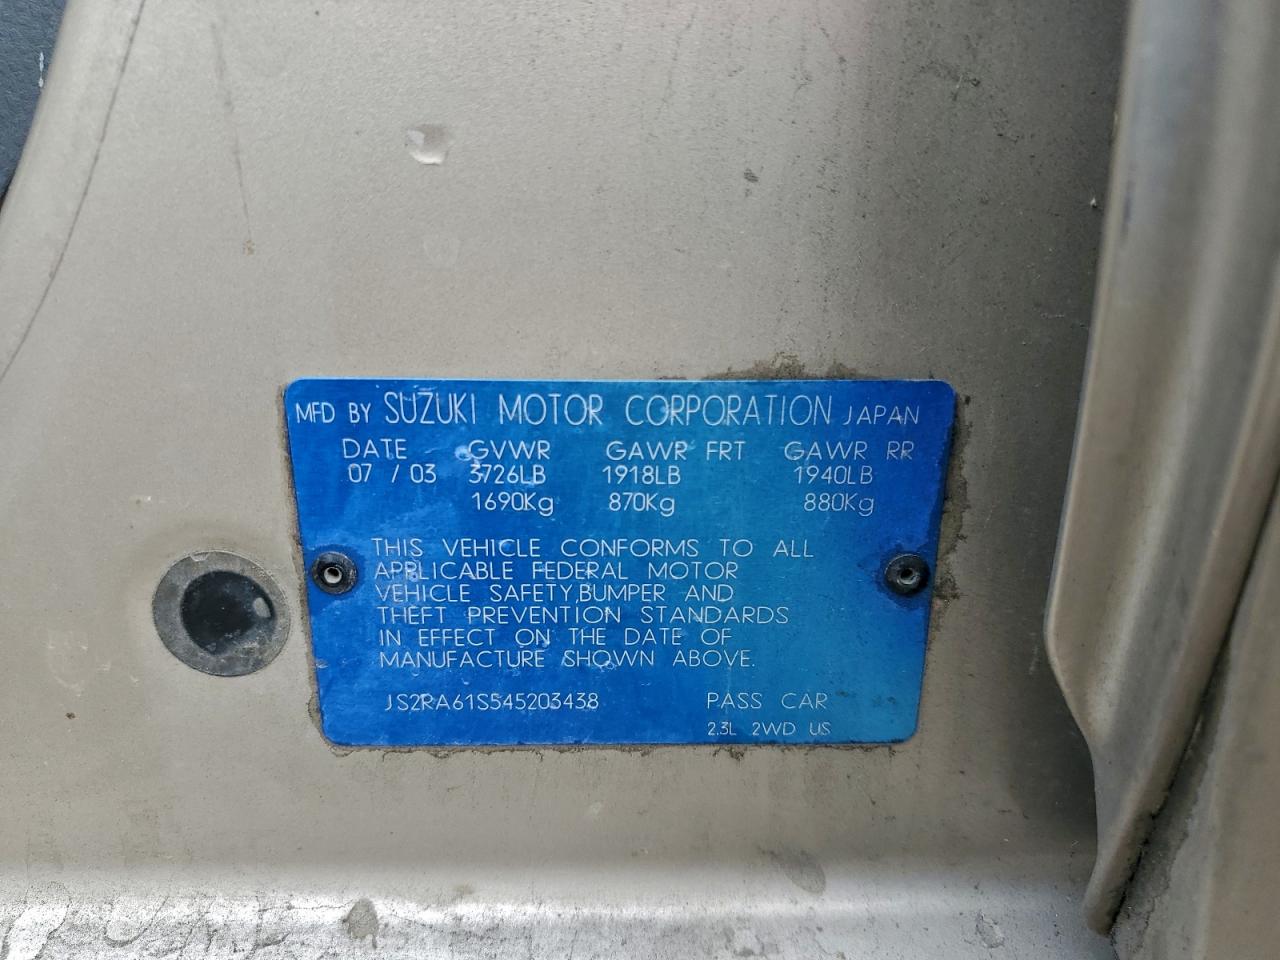 MFD BY SUZUKI MOTOR CORPORATION JAPAN
DATE GVWR GAWR FRT GAWR RR
07 / 03 3726LB 1918LB 1940LB
1690Kg 870Kg 880Kg
THIS VEHICLE CONFORMS TO ALL
APPLICABLE FEDERAL MOTOR
VEHICLE SAFETY,BUMPER AND
THEFT PREVENTION STANDARDS
IN EFFECT ON THE DATE OF
MANUFACTURE SHOWN ABOVE.
JS2RA61S545203438 PASS CAR
2.3L 2WD US